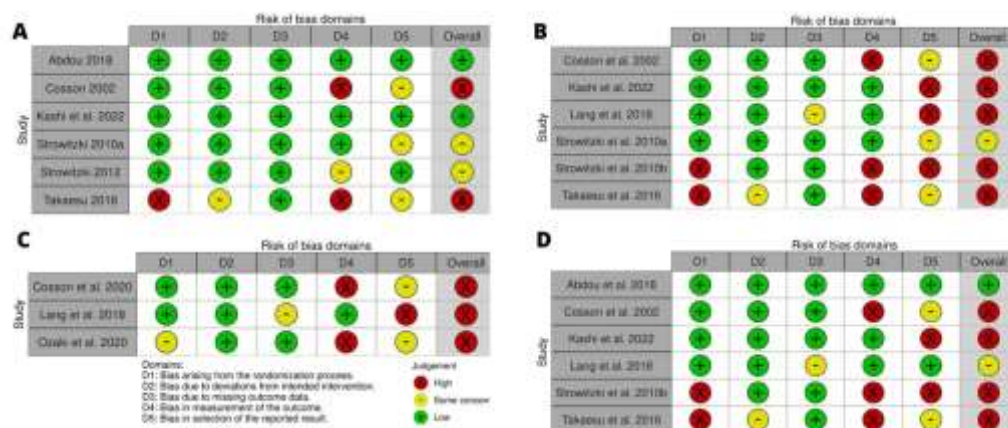 A
Risk of bias domains
D1 D2 D3 D4 D5 Overall
Study
Abdou 2018
Cosson 2002
Kashi et al. 2022
Strowitzki 2010a
Strowitzki 2012
Takaesu 2016
B
Risk of bias domains
D1 D2 D3 D4 D5 Overall
Study
Cosson et al. 2002
Kashi et al. 2022
Lang et al. 2018
Strowitzki et al. 2010a
Strowitzki et al. 2010b
Takaesu et al. 2016
C
Risk of bias domains
D1 D2 D3 D4 D5 Overall
Study
Cosson et al. 2020
Lang et al. 2018
Ozaki et al. 2020
Domains:
D1: Bias arising from the randomization process.
D2: Bias due to deviations from intended intervention.
D3: Bias due to missing outcome data.
D4: Bias in measurement of the outcome.
D5: Bias in selection of the reported result.
Judgement
High
Some concern
Low
D
Risk of bias domains
D1 D2 D3 D4 D5 Overall
Study
Abdou et al. 2018
Cosson et al. 2002
Kashi et al. 2022
Lang et al. 2018
Strowitzki et al. 2010b
Takaesu et al. 2016